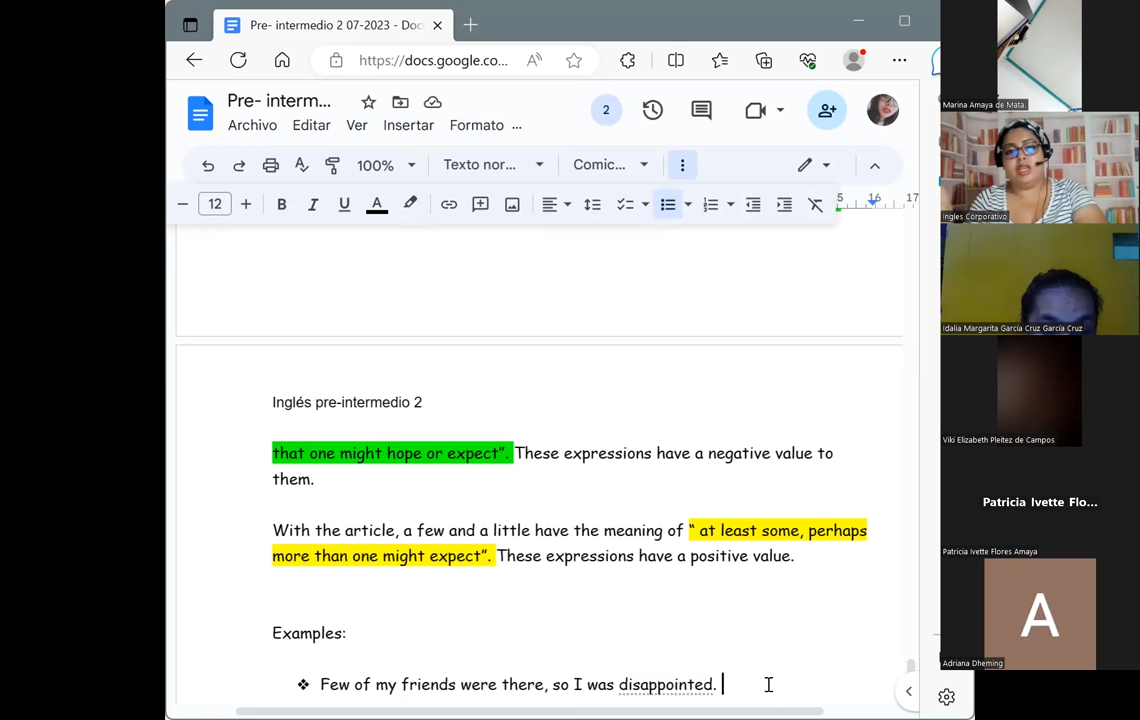 Pre- intermedio 2 07-2023 - Doc
https://docs.google.co...
Pre- interm...
Archivo Editar Ver Insertar Formato ...
2
100% Texto nor... Comic...
12
5 16 17
Inglés pre-intermedio 2
that one might hope or expect”. These expressions have a negative value to
them.
With the article, a few and a little have the meaning of “ at least some, perhaps
more than one might expect”. These expressions have a positive value.
Examples:
❖ Few of my friends were there, so I was disappointed.
Marina Amaya de Mata.
Ingles Corporativo
Idalia Margarita García Cruz García Cruz
Viki Elizabeth Pleitez de Campos
Patricia Ivette Flo...
Patricia Ivette Flores Amaya
A
Adriana Dheming